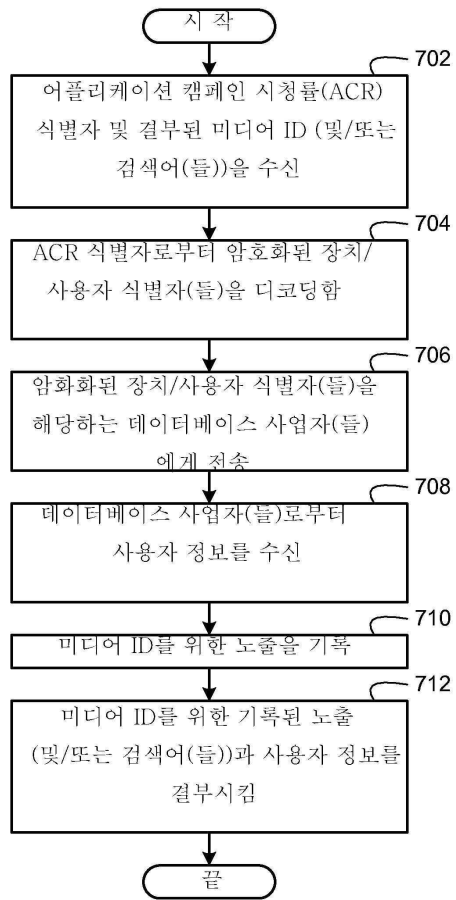 시 작
702
어플리케이션 캠페인 시청률(ACR)
식별자 및 결부된 미디어 ID (및/또는
검색어(들))을 수신
704
ACR 식별자로부터 암호화된 장치/
사용자 식별자(들)을 디코딩함
706
암화화된 장치/사용자 식별자(들)을
해당하는 데이터베이스 사업자(들)
에게 전송
708
데이터베이스 사업자(들)로부터
사용자 정보를 수신
710
미디어 ID를 위한 노출을 기록
712
미디어 ID를 위한 기록된 노출
(및/또는 검색어(들))과 사용자 정보를
결부시킴
끝